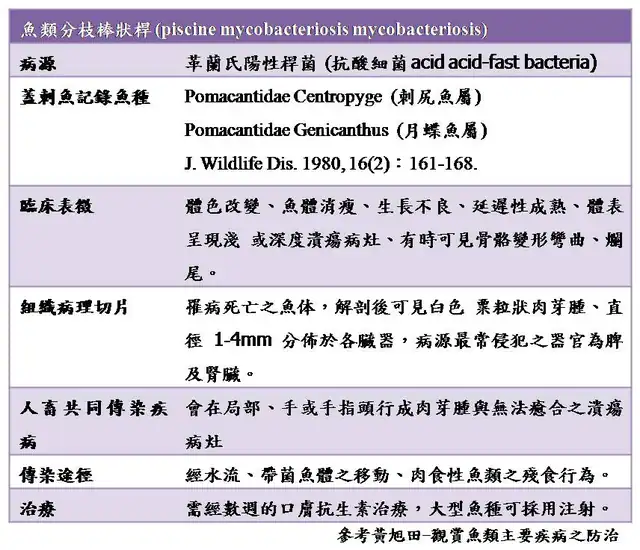 魚類分枝棒狀桿(piscine mycobacteriosis mycobacteriosis)
病源 革蘭氏陽性桿菌 (抗酸細菌acid acid-fast bacteria)
蓋刺魚記錄魚種 Pomacantidae Centropyge (刺尻魚屬)
Pomacantidae Genicanthus (月蝶魚屬)
J. Wildlife Dis. 1980, 16(2):161-168.
臨床表徵 體色改變、魚體消瘦、生長不良、延遲性成熟、體表
呈現淺 或深度潰瘍病灶、有時可見骨骼變形彎曲、爛
尾。
組織病理切片 罹病死亡之魚体,解剖後可見白色 粟粒狀肉芽腫、直
徑 1-4mm 分佈於各臟器,病源最常侵犯之器官為脾
及腎臟。
人畜共同傳染疾 會在局部、手或手指頭行成肉芽腫與無法癒合之潰瘍
病 病灶
傳染途徑 經水流、帶菌魚體之移動、肉食性魚類之殘食行為。
治療 需經數週的口膚抗生素治療,大型魚種可採用注射。
參考黃旭田-觀賞魚類主要疾病之防治